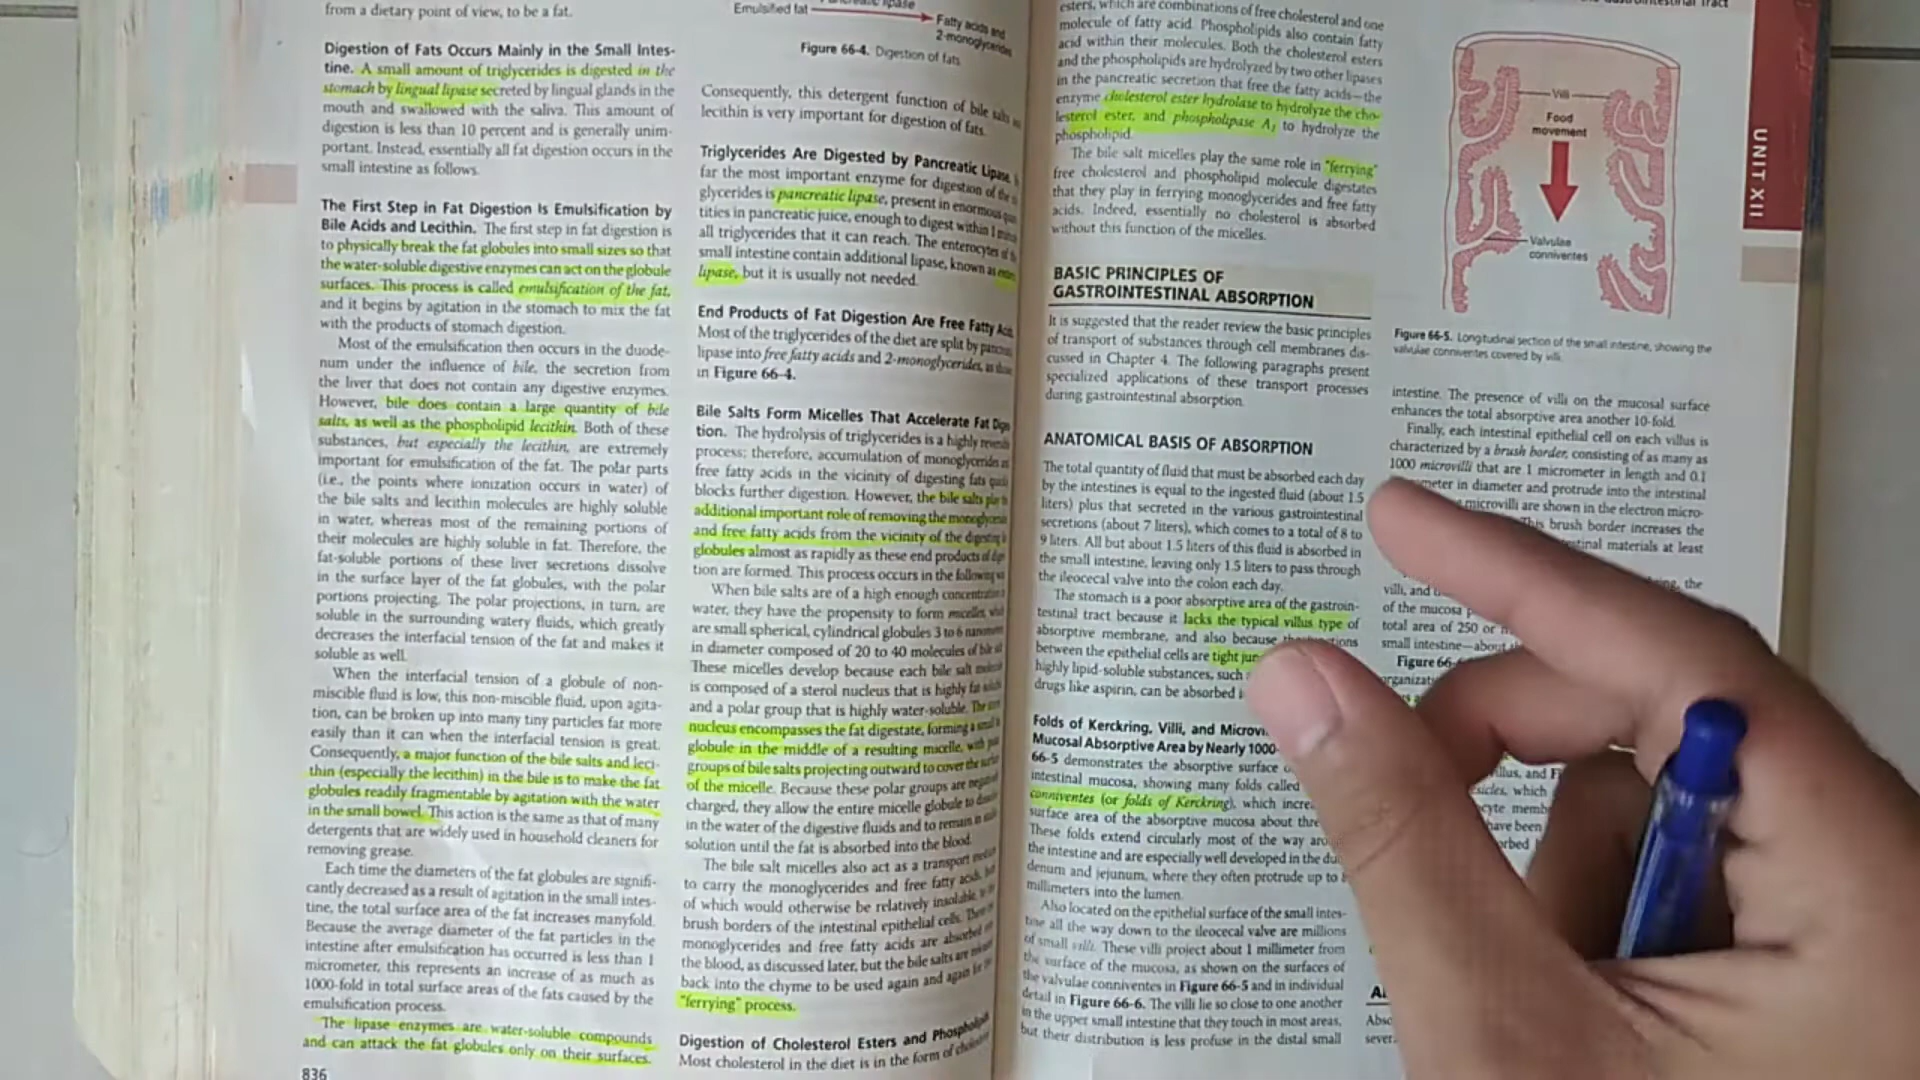 from a dietary point of view, to be a fat.
Digestion of Fats Occurs Mainly in the Small Intes-
tine. A small amount of triglycerides is digested in the
stomach by lingual lipase secreted by lingual glands in the
mouth and swallowed with the saliva. This amount of
digestion is less than 10 percent and is generally unim-
portant. Instead, essentially all fat digestion occurs in the
small intestine as follows.
The First Step in Fat Digestion Is Emulsification by
Bile Acids and Lecithin. The first step in fat digestion is
to physically break the fat globules into small sizes so that
the water-soluble digestive enzymes can act on the globule
surfaces. This process is called emulsification of the fat,
and it begins by agitation in the stomach to mix the fat
with the products of stomach digestion.
Most of the emulsification then occurs in the duode-
num under the influence of bile, the secretion from
the liver that does not contain any digestive enzymes.
However, bile does contain a large quantity of bile
salts, as well as the phospholipid lecithin. Both of these
substances, but especially the lecithin, are extremely
important for emulsification of the fat. The polar parts
(i.e., the points where ionization occurs in water) of
the bile salts and lecithin molecules are highly soluble
in water, whereas most of the remaining portions of
their molecules are highly soluble in fat. Therefore, the
fat-soluble portions of these liver secretions dissolve
in the surface layer of the fat globules, with the polar
portions projecting. The polar projections, in turn, are
soluble in the surrounding watery fluids, which greatly
decreases the interfacial tension of the fat and makes it
soluble as well.
When the interfacial tension of a globule of non-
miscible fluid is low, this non-miscible fluid, upon agita-
tion, can be broken up into many tiny particles far more
easily than it can when the interfacial tension is great.
Consequently, a major function of the bile salts and leci-
thin (especially the lecithin) in the bile is to make the fat
globules readily fragmentable by agitation with the water
in the small bowel. This action is the same as that of many
detergents that are widely used in household cleaners for
removing grease.
Each time the diameters of the fat globules are signifi-
cantly decreased as a result of agitation in the small intes-
tine, the total surface area of the fat increases manyfold.
Because the average diameter of the fat particles in the
intestine after emulsification has occurred is less than 1
micrometer, this represents an increase of as much as
1000-fold in total surface areas of the fats caused by the
emulsification process.
The lipase enzymes are water-soluble compounds
and can attack the fat globules only on their surfaces.
836
Emulsified fat
lipase
Fatty acids and
2-monoglycerides
Figure 66-4. Digestion of fats.
Consequently, this detergent function of bile salts
lecithin is very important for digestion of fats.
Triglycerides Are Digested by Pancreatic Lipase.
far the most important enzyme for digestion of the
glycerides is pancreatic lipase, present in enormous
tities in pancreatic juice, enough to digest within 1
all triglycerides that it can reach. The enterocytes of
small intestine contain additional lipase, known as
lipase, but it is usually not needed.
End Products of Fat Digestion Are Free Fatty
Most of the triglycerides of the diet are split by
lipase into free fatty acids and 2-monoglycerides, as
in Figure 66-4.
Bile Salts Form Micelles That Accelerate Fat
tion. The hydrolysis of triglycerides is a highly
process; therefore, accumulation of monoglycerides
free fatty acids in the vicinity of digesting fats
blocks further digestion. However, the bile salts
additional important role of removing the
and free fatty acids from the vicinity of the digesting
globules almost as rapidly as these end products of
tion are formed. This process occurs in the following
When bile salts are of a high enough concentration
water, they have the propensity to form micelles,
are small spherical, cylindrical globules 3 to 6
in diameter composed of 20 to 40 molecules of bile
These micelles develop because each bile salt
is composed of a sterol nucleus that is highly fat
and a polar group that is highly water-soluble. The
nucleus encompasses the fat digestate, forming a small
globule in the middle of a resulting micelle, with
groups of bile salts projecting outward to cover the
of the micelle. Because these polar groups are
charged, they allow the entire micelle globule to
in the water of the digestive fluids and to remain in
solution until the fat is absorbed into the blood.
The bile salt micelles also act as a transport
to carry the monoglycerides and free fatty acids,
of which would otherwise be relatively insoluble,
brush borders of the intestinal epithelial cells.
monoglycerides and free fatty acids are absorbed
the blood, as discussed later, but the bile salts are
back into the chyme to be used again and again for
"ferrying" process.
Digestion of Cholesterol Esters and
Most cholesterol in the diet is in the form of
esters, which are combinations of free cholesterol and one
molecule of fatty acid. Phospholipids also contain fatty
acid within their molecules. Both the cholesterol esters
and the phospholipids are hydrolyzed by two other lipases
in the pancreatic secretion that free the fatty acids—the
enzyme cholesterol ester hydrolase to hydrolyze the cho-
lesterol ester, and phospholipase A2 to hydrolyze the
phospholipid.
The bile salt micelles play the same role in "ferrying"
free cholesterol and phospholipid molecule digestates
that they play in ferrying monoglycerides and free fatty
acids. Indeed, essentially no cholesterol is absorbed
without this function of the micelles.
BASIC PRINCIPLES OF
GASTROINTESTINAL ABSORPTION
It is suggested that the reader review the basic principles
of transport of substances through cell membranes dis-
cussed in Chapter 4. The following paragraphs present
specialized applications of these transport processes
during gastrointestinal absorption.
ANATOMICAL BASIS OF ABSORPTION
The total quantity of fluid that must be absorbed each day
by the intestines is equal to the ingested fluid (about 1.5
liters) plus that secreted in the various gastrointestinal
secretions (about 7 liters), which comes to a total of 8 to
9 liters. All but about 1.5 liters of this fluid is absorbed in
the small intestine, leaving only 1.5 liters to pass through
the ileocecal valve into the colon each day.
The stomach is a poor absorptive area of the gastroin-
testinal tract because it lacks the typical villus type of
absorptive membrane, and also because
between the epithelial cells are tight
highly lipid-soluble substances, such
drugs like aspirin, can be absorbed
Folds of Kerckring, Villi, and
Mucosal Absorptive Area by Nearly 1000-
66-5 demonstrates the absorptive surface
intestinal mucosa, showing many folds called
conniventes (or folds of Kerckring), which
surface area of the absorptive mucosa about
These folds extend circularly most of the way
the intestine and are especially well developed in the
denum and jejunum, where they often protrude up to
millimeters into the lumen.
Also located on the epithelial surface of the small intes-
tine all the way down to the ileocecal valve are millions
of small villi. These villi project about 1 millimeter from
the surface of the mucosa, as shown on the surfaces of
the valvulae conniventes in Figure 66-5 and in individual
detail in Figure 66-6. The villi lie so close to one another
in the upper small intestine that they touch in most areas,
but their distribution is less profuse in the distal small
Tract
Villi
Food
movement
Valvulae
conniventes
Figure 66-5. Longitudinal section of the small intestine, showing the
valvulae conniventes covered by villi.
intestine. The presence of villi on the mucosal surface
enhances the total absorptive area another 10-fold.
Finally, each intestinal epithelial cell on each villus is
characterized by a brush border, consisting of as many as
1000 microvilli that are 1 micrometer in length and 0.1
in diameter and protrude into the intestinal
microvilli are shown in the electron micro-
This brush border increases the
materials at least
the
villi, and
of the mucosa
total area of 250 or
small intestine—about
Figure
villus, and
which
have been
Abso
sever
UNIT XII